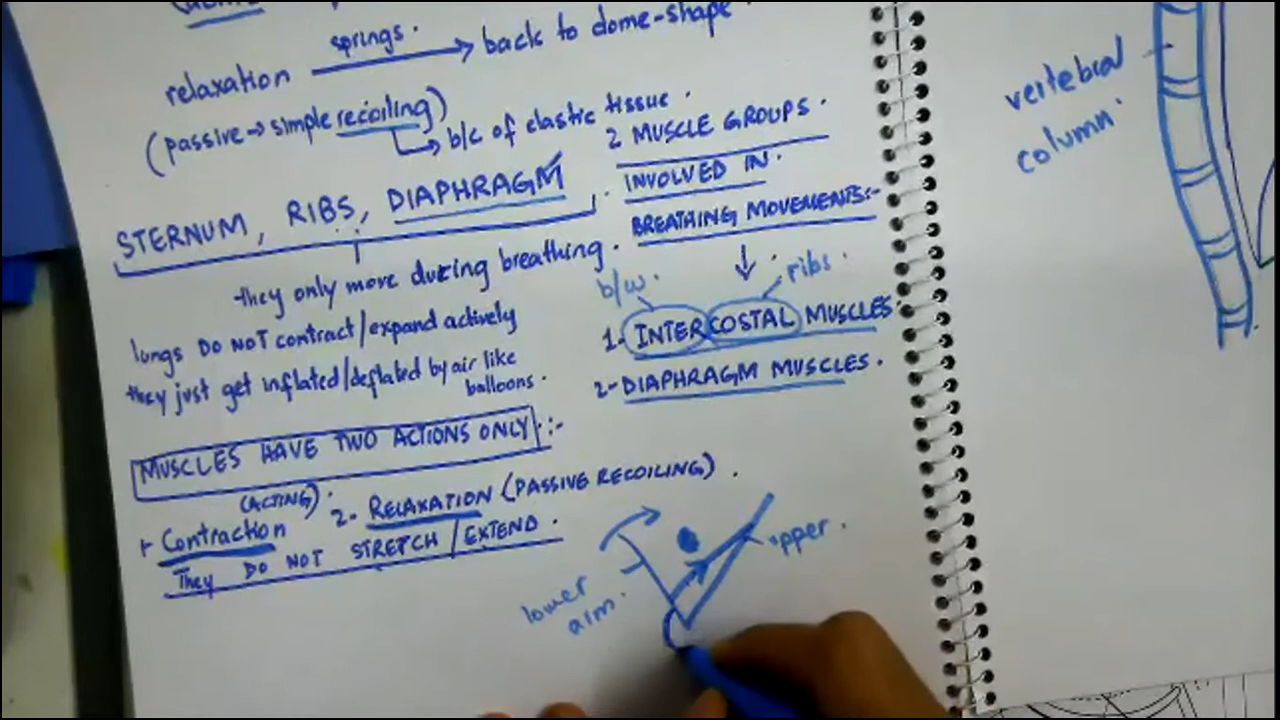 relaxation springs. → back to dome-shape
(passive → simple recoiling)
↳ b/c of elastic tissue.
STERNUM, RIBS, DIAPHRAGM
they only move during breathing.
lungs DO NOT contract/expand actively
they just get inflated/deflated by air like
balloons.
MUSCLES HAVE TWO ACTIONS ONLY :-
(ACTING).
1- Contraction 2- RELAXATION (PASSIVE RECOILING).
They DO NOT STRETCH/EXTEND.
2 MUSCLE GROUPS.
INVOLVED IN.
BREATHING MOVEMENTS:-
b/w. ribs.
1- INTERCOSTAL MUSCLES.
2- DIAPHRAGM MUSCLES.
lower
arm.
upper.
vertebral
column.